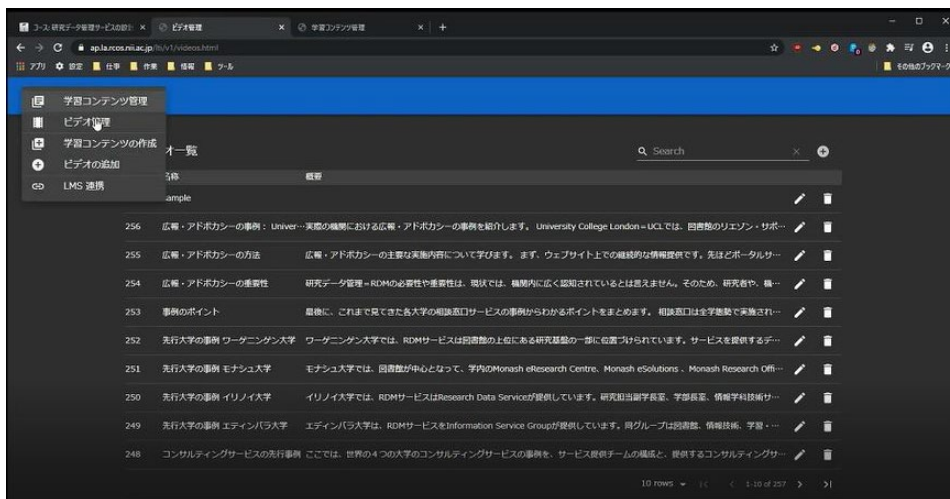 コース: 研究データ管理サービスの設計
ビデオ管理
学習コンテンツ管理
ap.la.rcos.nii.ac.jp/lti/v1/videos.html
アプリ 設定 仕事 作業 情報 ツール
その他のブックマーク
学習コンテンツ管理
ビデオ管理
学習コンテンツの作成
ビデオの追加
LMS 連携
オ一覧
Search
名称 概要
ample
256 広報・アドボカシーの事例： Univer… 実際の機関における広報・アドボカシーの事例を紹介します。 University College London＝UCLでは、図書館のリエゾン・サポ…
255 広報・アドボカシーの方法 広報・アドボカシーの主要な実施内容について学びます。 まず、ウェブサイト上での継続的な情報提供です。先ほどポータルサ…
254 広報・アドボカシーの重要性 研究データ管理＝RDMの必要性や重要性は、現状では、機関内に広く認知されているとは言えません。そのため、研究者や、機…
253 事例のポイント 最後に、これまで見てきた各大学の相談窓口サービスの事例からわかるポイントをまとめます。 相談窓口は全学態勢で実施され…
252 先行大学の事例 ワーゲニンゲン大学 ワーゲニンゲン大学では、RDMサービスは図書館の上位にある研究基盤の一部に位置づけられています。サービスを提供するデ…
251 先行大学の事例 モナシュ大学 モナシュ大学では、図書館が中心となって、学内のMonash eResearch Centre、Monash eSolutions 、Monash Research Offi…
250 先行大学の事例 イリノイ大学 イリノイ大学では、RDMサービスはResearch Data Serviceが提供しています。研究担当副学長室、学部長室、情報学科技術サ…
249 先行大学の事例 エディンバラ大学 エディンバラ大学は、RDMサービスをInformation Service Groupが提供しています。同グループは図書館、情報技術、学習・…
248 コンサルティングサービスの先行事例 ここでは、世界の４つの大学のコンサルティングサービスの事例を、サービス提供チームの構成と、提供するコンサルティングサ…
10 rows 1-10 of 257